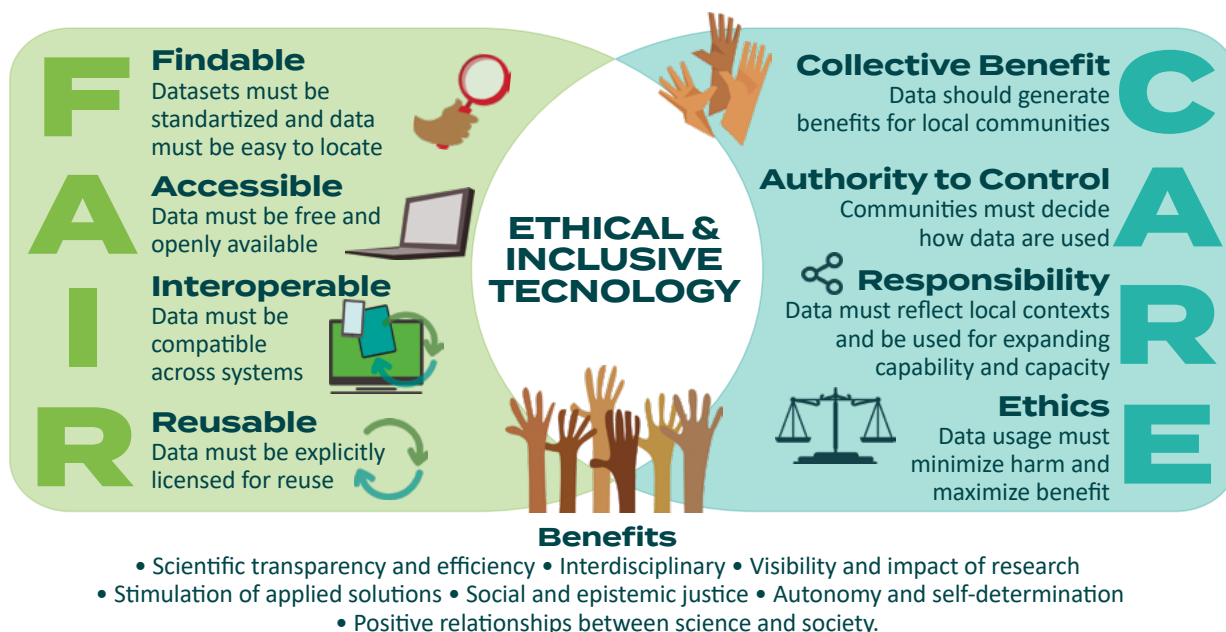 F
Findable
Datasets must be
standartized and data
must be easy to locate
A
Accessible
Data must be free and
openly available
I
Interoperable
Data must be
compatible
across systems
R
Reusable
Data must be explicitly
licensed for reuse
ETHICAL &
INCLUSIVE
TECNOLOGY
C
Collective Benefit
Data should generate
benefits for local communities
A
Authority to Control
Communities must decide
how data are used
R
Responsibility
Data must reflect local contexts
and be used for expanding
capability and capacity
E
Ethics
Data usage must
minimize harm and
maximize benefit
Benefits
• Scientific transparency and efficiency • Interdisciplinary • Visibility and impact of research
• Stimulation of applied solutions • Social and epistemic justice • Autonomy and self-determination
• Positive relationships between science and society.